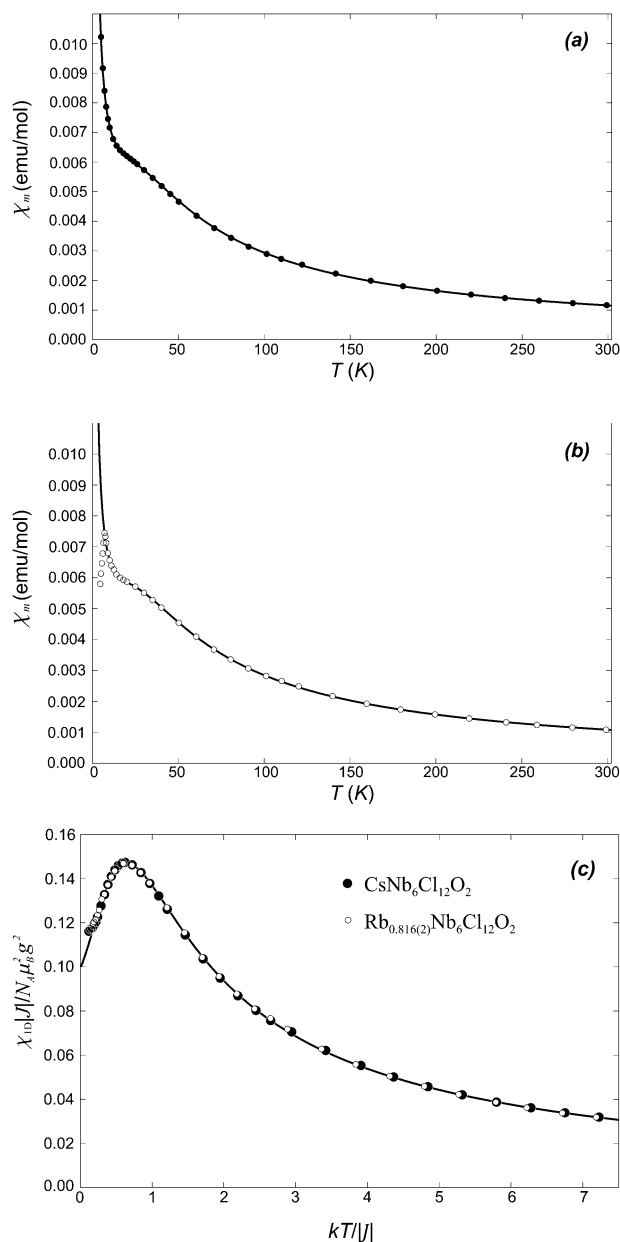 (a)
0.010
0.009
0.008
0.007
0.006
0.005
0.004
0.003
0.002
0.001
0.000
χm (emu/mol)
0 50 100 150 200 250 300
T (K)
(b)
0.010
0.009
0.008
0.007
0.006
0.005
0.004
0.003
0.002
0.001
0.000
χm (emu/mol)
0 50 100 150 200 250 300
T (K)
(c)
0.16
0.14
0.12
0.10
0.08
0.06
0.04
0.02
0.00
χ1D|J|/NAμB²g⁻²
CsNb6Cl12O2
Rb0.816(2)Nb6Cl12O2
0 1 2 3 4 5 6 7
kT/|J|